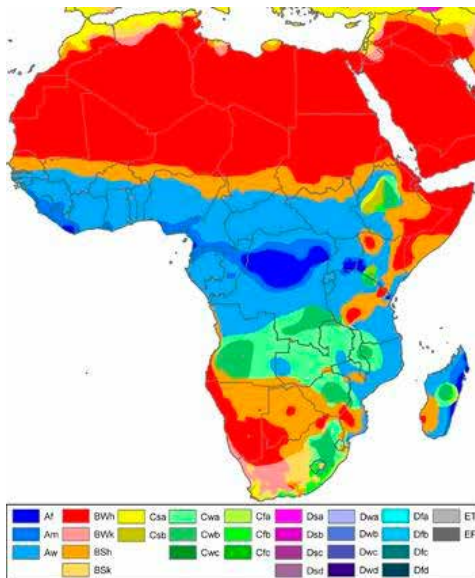 Af BWh Csa Cwa Cfa Dsa Dwa Dfa ET
Am BWk Csb Cwb Cfb Dsb Dwb Dfb EF
Aw BSh Cwc Cfc Dsc Dwc Dfc
BSk Dsd Dwd Dfd